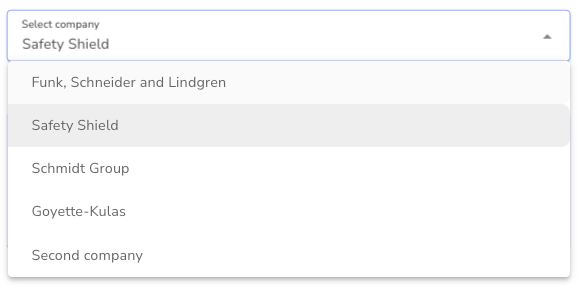 Select company
Safety Shield
Funk, Schneider and Lindgren
Safety Shield
Schmidt Group
Goyette-Kulas
Second company